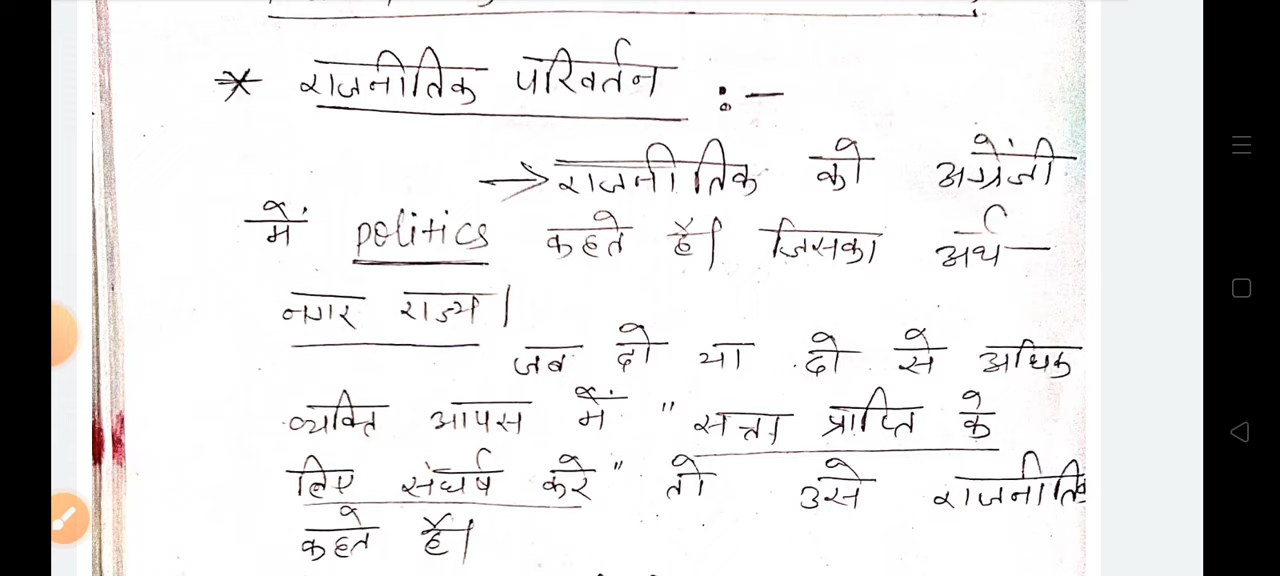 * राजनीतिक परिवर्तन :-
→ राजनीतिक को अग्रेंजी
में politics कहते हैं। जिसका अर्थ —
नगर राज्य।
जब दो या दो से अधिक
व्यक्ति आपस में " सत्ता प्राप्ति के
लिए संघर्ष करे " तो उसे राजनीतिक
कहते हैं।